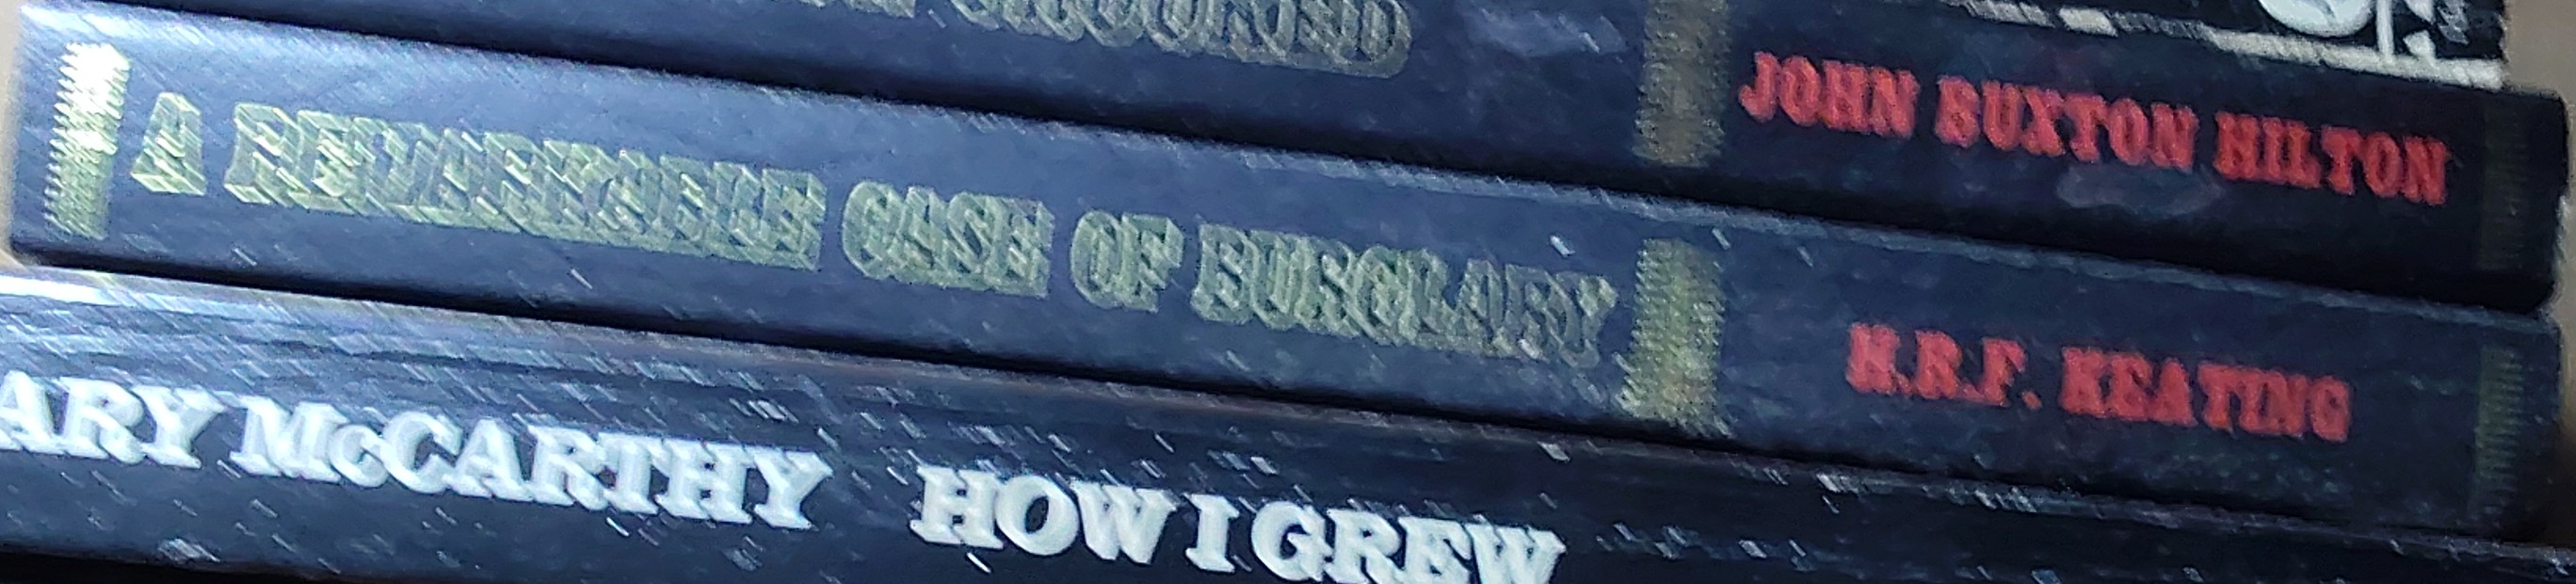 JOHN BUXTON HILTON
A REMARKABLE CASE OF BURGLARY H.R.F. KEATING
ARY McCARTHY HOW I GREW